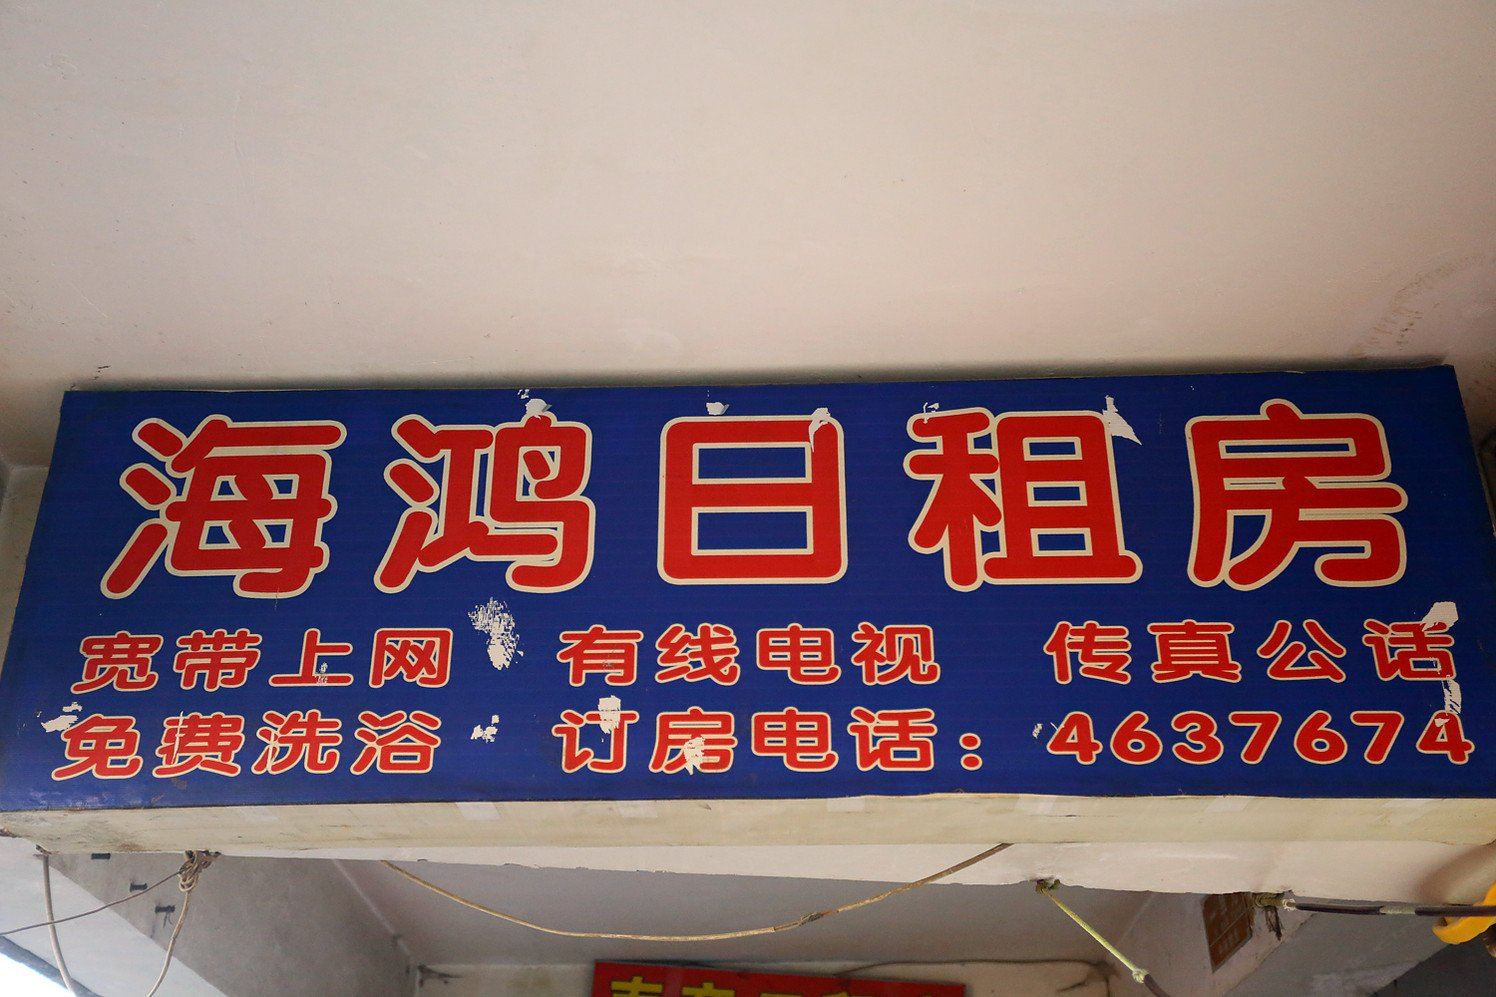 海鸿日租房
宽带上网 有线电视 传真公话
免费洗浴 订房电话：4637674